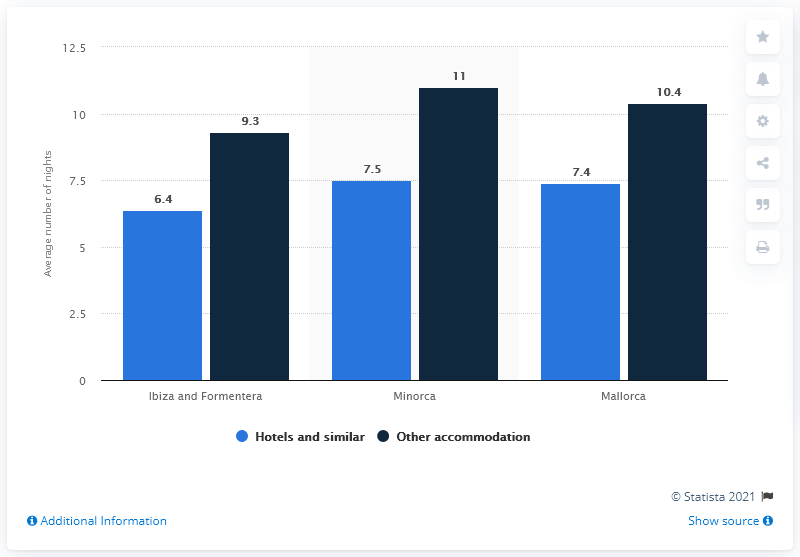 Average number of nights
12.5
10
7.5
5
2.5
0
6.4
9.3
7.5
11
7.4
10.4
Ibiza and Formentera
Minorca
Mallorca
Hotels and similar
Other accommodation
© Statista 2021
Additional Information
Show source